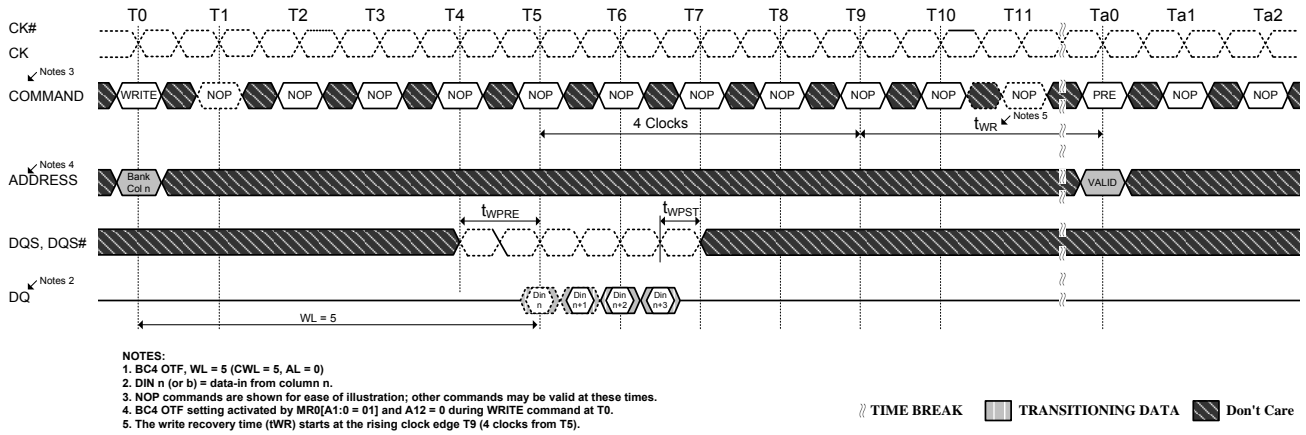 T0 T1 T2 T3 T4 T5 T6 T7 T8 T9 T10 T11 Ta0 Ta1 Ta2
CK#
CK
Notes 3
COMMAND WRITE NOP NOP NOP NOP NOP NOP NOP NOP NOP NOP NOP PRE NOP NOP
Notes 5
4 Clocks tWR
Notes 4
ADDRESS Bank Col n VALID
tWPRE tWPST
DQS, DQS#
Notes 2
DQ Din n Din n+1 Din n+2 Din n+3
WL = 5
NOTES:
1. BC4 OTF, WL = 5 (CWL = 5, AL = 0)
2. DIN n (or b) = data-in from column n.
3. NOP commands are shown for ease of illustration; other commands may be valid at these times.
4. BC4 OTF setting activated by MR0[A1:0 = 01] and A12 = 0 during WRITE command at T0.
5. The write recovery time (tWR) starts at the rising clock edge T9 (4 clocks from T5).
TIME BREAK TRANSITIONING DATA Don't Care